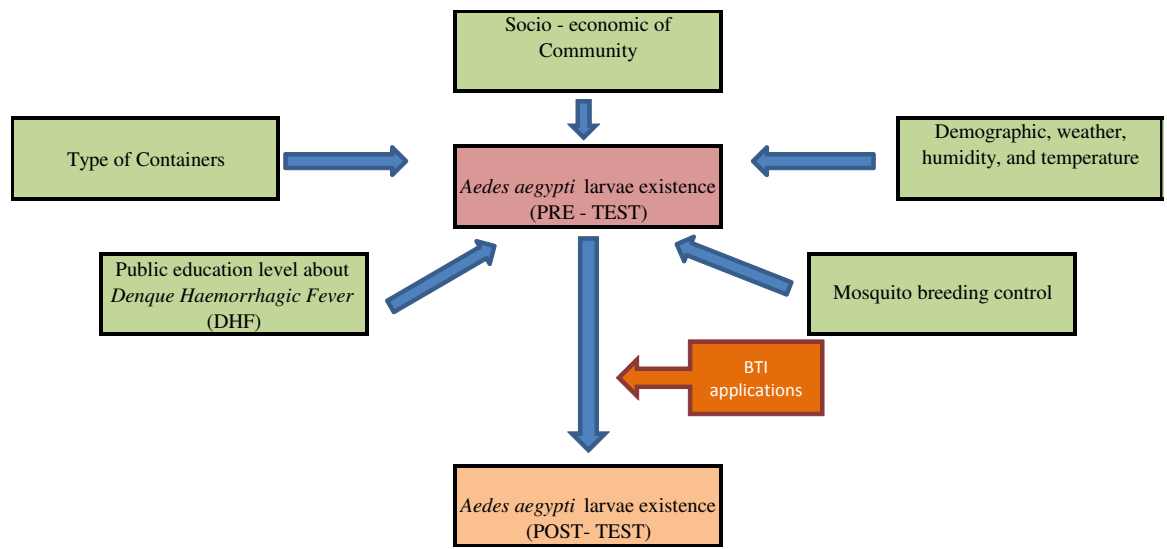 Socio - economic of
Community
Type of Containers
Demographic, weather,
humidity, and temperature
Aedes aegypti larvae existence
(PRE - TEST)
Public education level about
Denque Haemorrhagic Fever
(DHF)
Mosquito breeding control
BTI
applications
Aedes aegypti larvae existence
(POST- TEST)